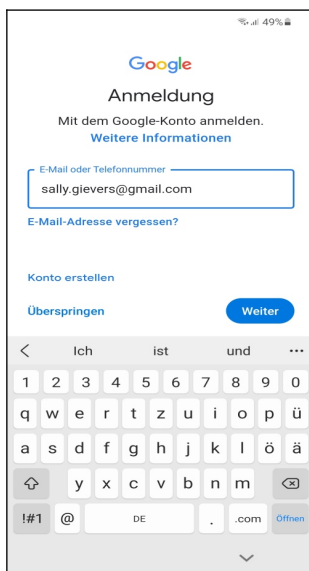 49%
Google
Anmeldung
Mit dem Google-Konto anmelden.
Weitere Informationen
E-Mail oder Telefonnummer
sally.gievers@gmail.com
E-Mail-Adresse vergessen?
Konto erstellen
Überspringen Weiter
Ich ist und ...
1 2 3 4 5 6 7 8 9 0
q w e r t z u i o p ü
a s d f g h j k l ö ä
y x c v b n m
!#1 @ DE . .com Öffnen